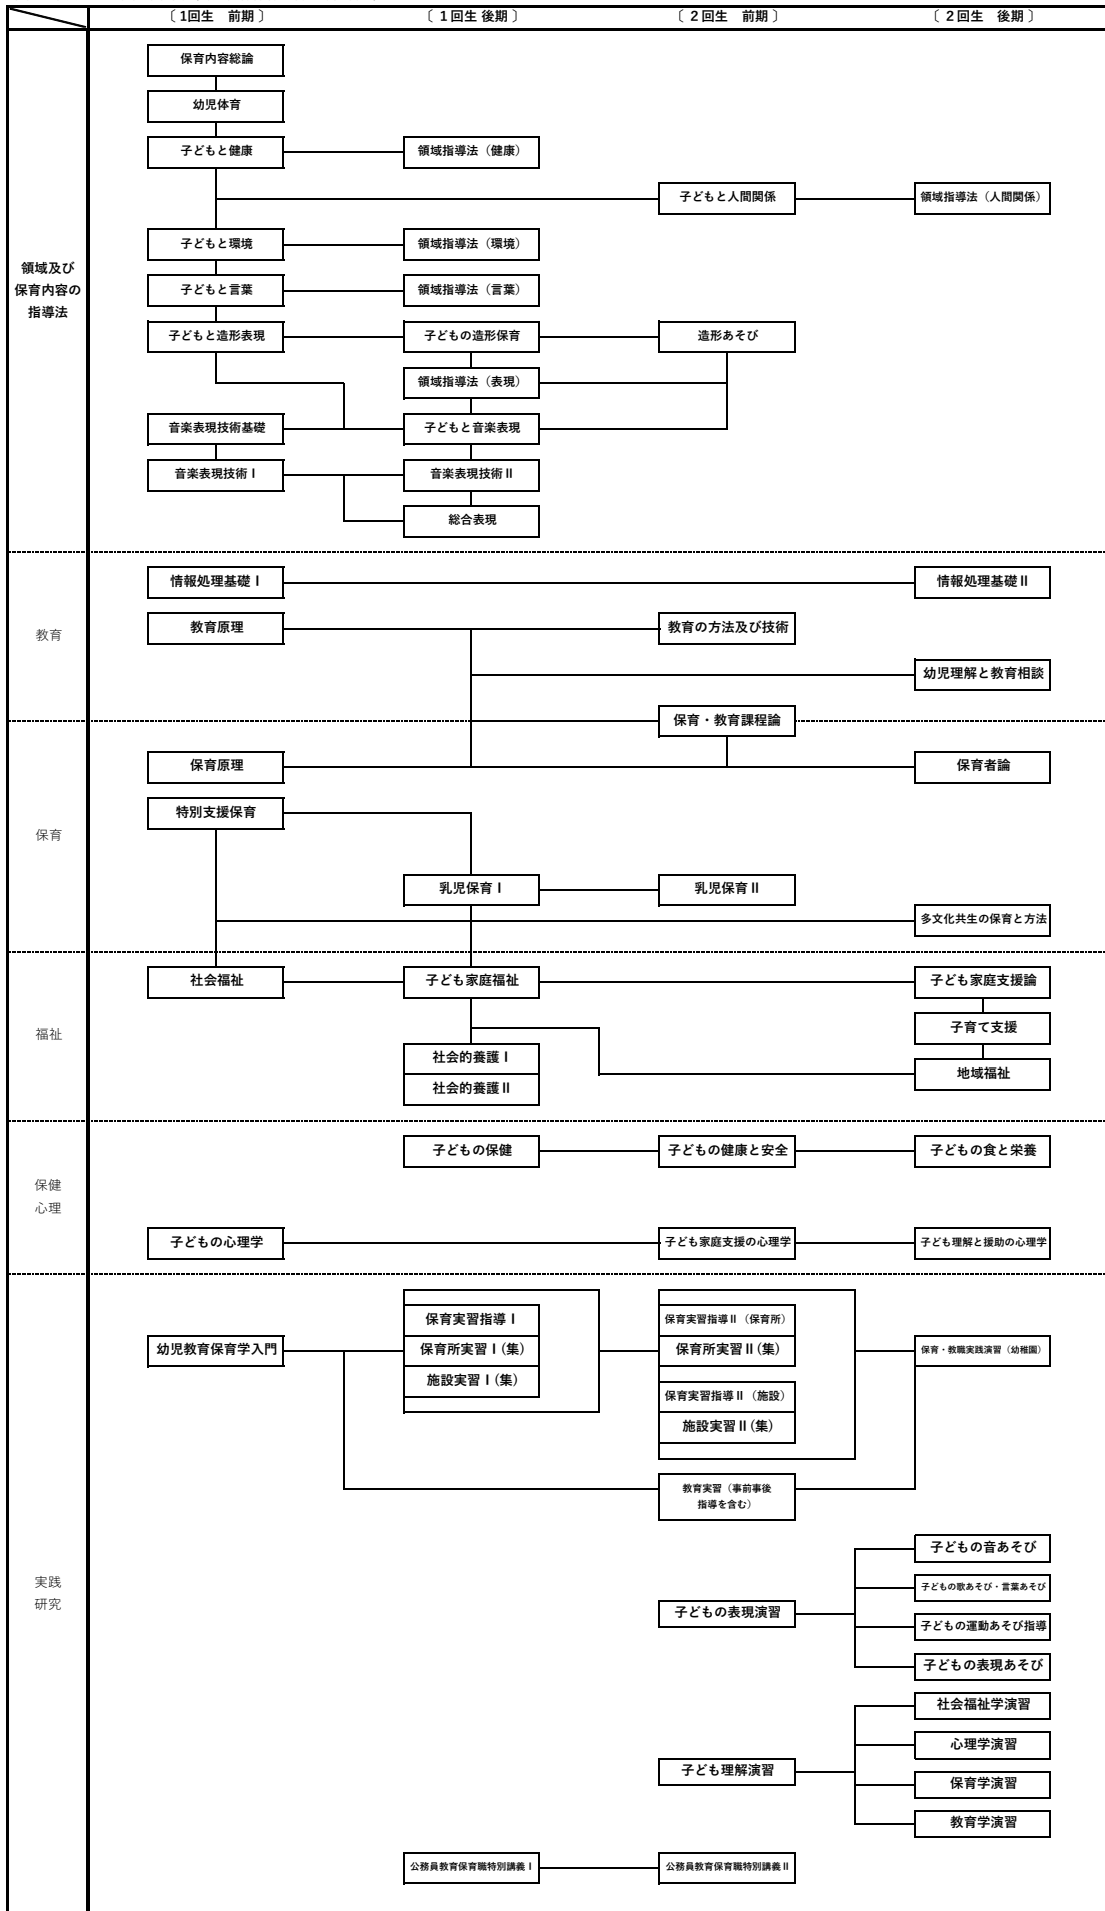 〔 1回生　前期 〕
〔 1回生 後期 〕
〔 2回生　前期 〕
〔 2回生　後期 〕
領域及び
保育内容の
指導法
保育内容総論
幼児体育
子どもと健康
領域指導法（健康）
子どもと人間関係
領域指導法（人間関係）
子どもと環境
領域指導法（環境）
子どもと言葉
領域指導法（言葉）
子どもと造形表現
子どもの造形保育
造形あそび
領域指導法（表現）
音楽表現技術基礎
子どもと音楽表現
音楽表現技術Ⅰ
音楽表現技術Ⅱ
総合表現
教育
情報処理基礎Ⅰ
情報処理基礎Ⅱ
教育原理
教育の方法及び技術
幼児理解と教育相談
保育・教育課程論
保育
保育原理
保育者論
特別支援保育
乳児保育Ⅰ
乳児保育Ⅱ
多文化共生の保育と方法
福祉
社会福祉
子ども家庭福祉
子ども家庭支援論
子育て支援
社会的養護Ⅰ
地域福祉
社会的養護Ⅱ
保健
心理
子どもの保健
子どもの健康と安全
子どもの食と栄養
子どもの心理学
子ども家庭支援の心理学
子ども理解と援助の心理学
実践
研究
保育実習指導Ⅰ
保育実習指導Ⅱ（保育所）
幼児教育保育学入門
保育所実習Ⅰ(集)
保育所実習Ⅱ(集)
保育・教職実践演習（幼稚園）
施設実習Ⅰ(集)
保育実習指導Ⅱ（施設）
施設実習Ⅱ(集)
教育実習（事前事後
指導を含む）
子どもの音あそび
子どもの歌あそび・言葉あそび
子どもの表現演習
子どもの運動あそび指導
子どもの表現あそび
社会福祉学演習
心理学演習
子ども理解演習
保育学演習
教育学演習
公務員教育保育職特別講義Ⅰ
公務員教育保育職特別講義Ⅱ